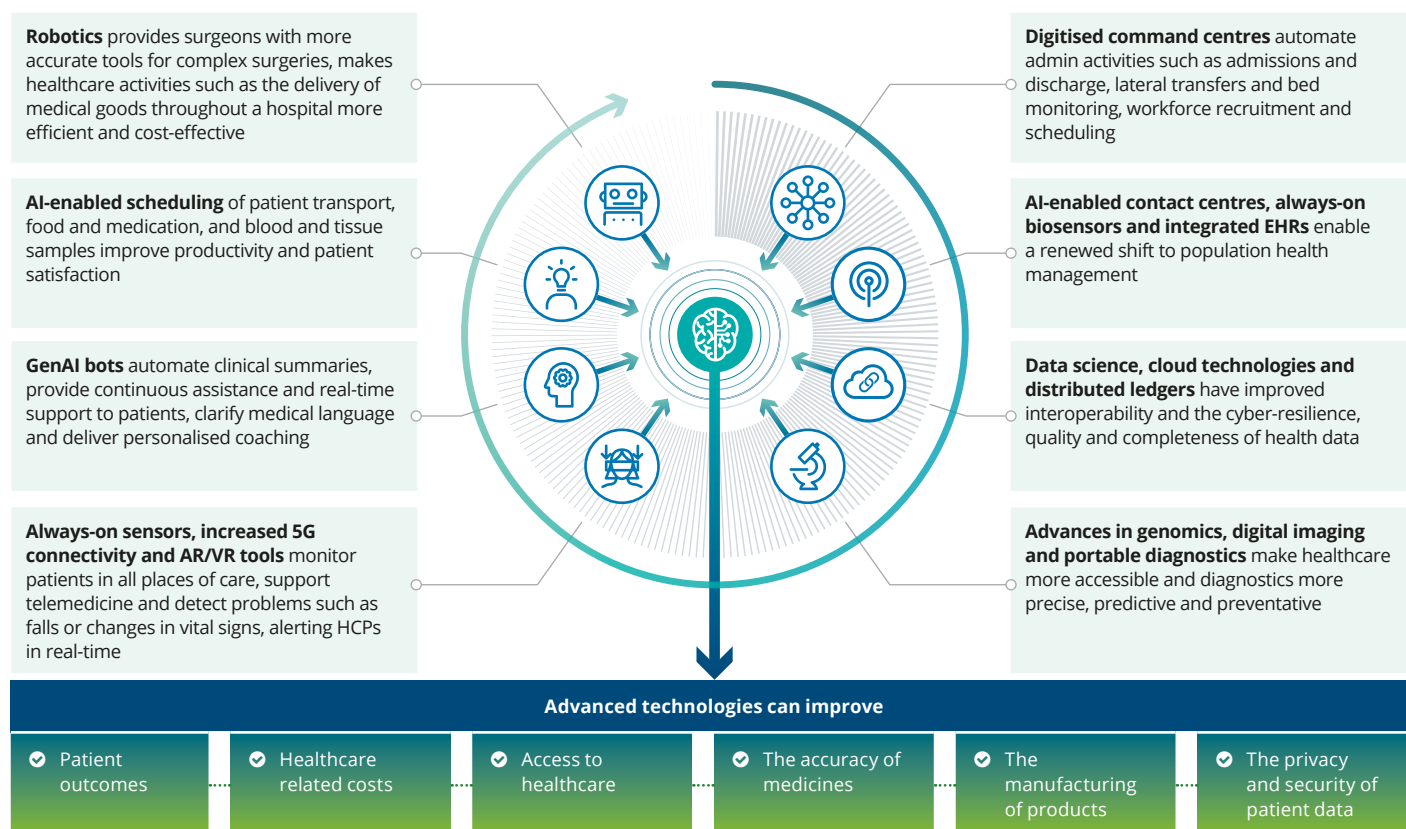 Robotics provides surgeons with more
accurate tools for complex surgeries, makes
healthcare activities such as the delivery of
medical goods throughout a hospital more
efficient and cost-effective
AI-enabled scheduling of patient transport,
food and medication, and blood and tissue
samples improve productivity and patient
satisfaction
GenAI bots automate clinical summaries,
provide continuous assistance and real-time
support to patients, clarify medical language
and deliver personalised coaching
Always-on sensors, increased 5G
connectivity and AR/VR tools monitor
patients in all places of care, support
telemedicine and detect problems such as
falls or changes in vital signs, alerting HCPs
in real-time
Digitised command centres automate
admin activities such as admissions and
discharge, lateral transfers and bed
monitoring, workforce recruitment and
scheduling
AI-enabled contact centres, always-on
biosensors and integrated EHRs enable
a renewed shift to population health
management
Data science, cloud technologies and
distributed ledgers have improved
interoperability and the cyber-resilience,
quality and completeness of health data
Advances in genomics, digital imaging
and portable diagnostics make healthcare
more accessible and diagnostics more
precise, predictive and preventative
Advanced technologies can improve
Patient
outcomes
Healthcare
related costs
Access to
healthcare
The accuracy of
medicines
The
manufacturing
of products
The privacy
and security of
patient data